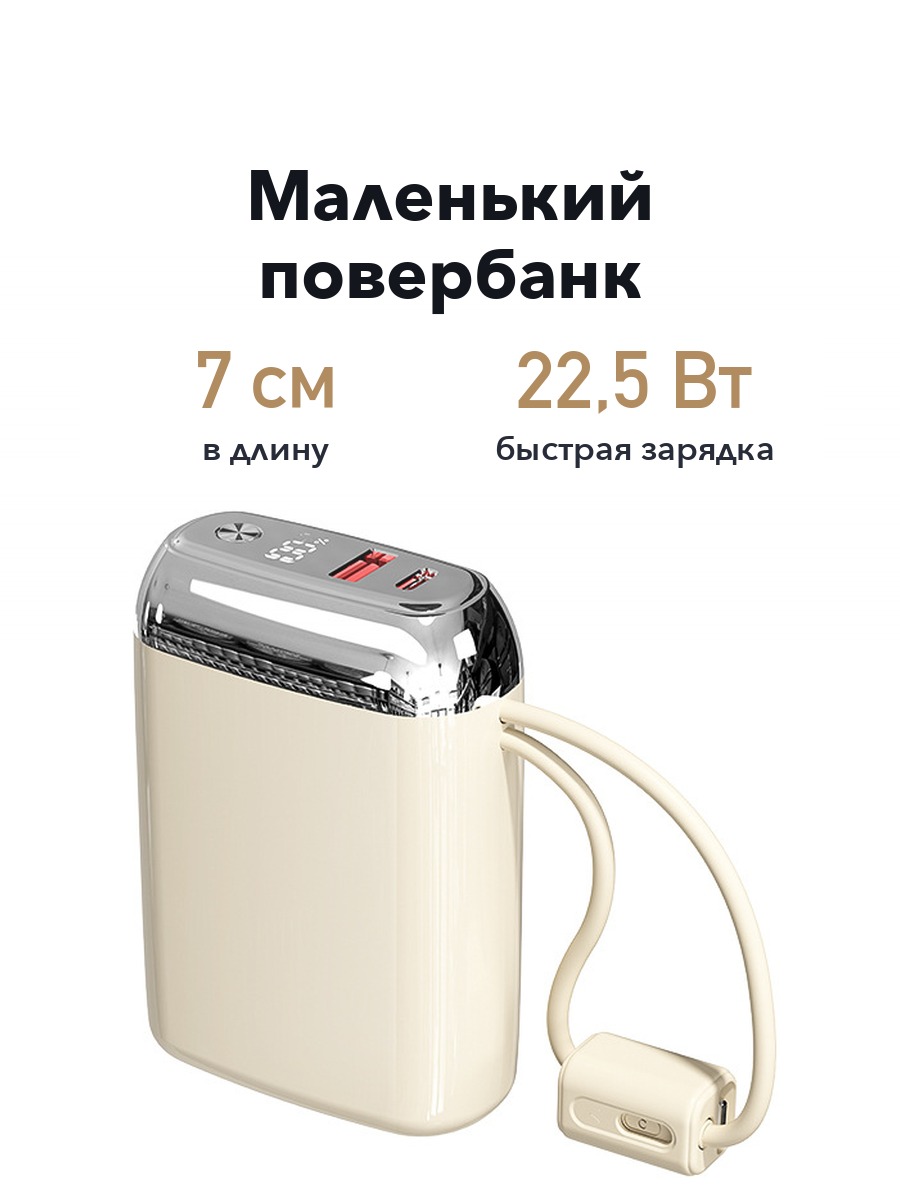 Маленький
повербанк
7 см
22,5 Вт
в длину
быстрая зарядка
%
C